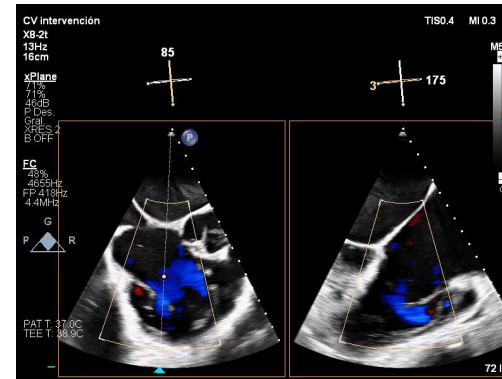 CV intervención
X8-2t
13Hz
16cm
TIS0.4 MI 0.3
85
3
175
xPlane
71%
71%
46dB
P Des.
Gral.
XRES 2
B OFF
FC
48%
4655Hz
FP 418Hz
4.4MHz
P
G
P R
PAT T: 37.0C
TEE T: 38.9C